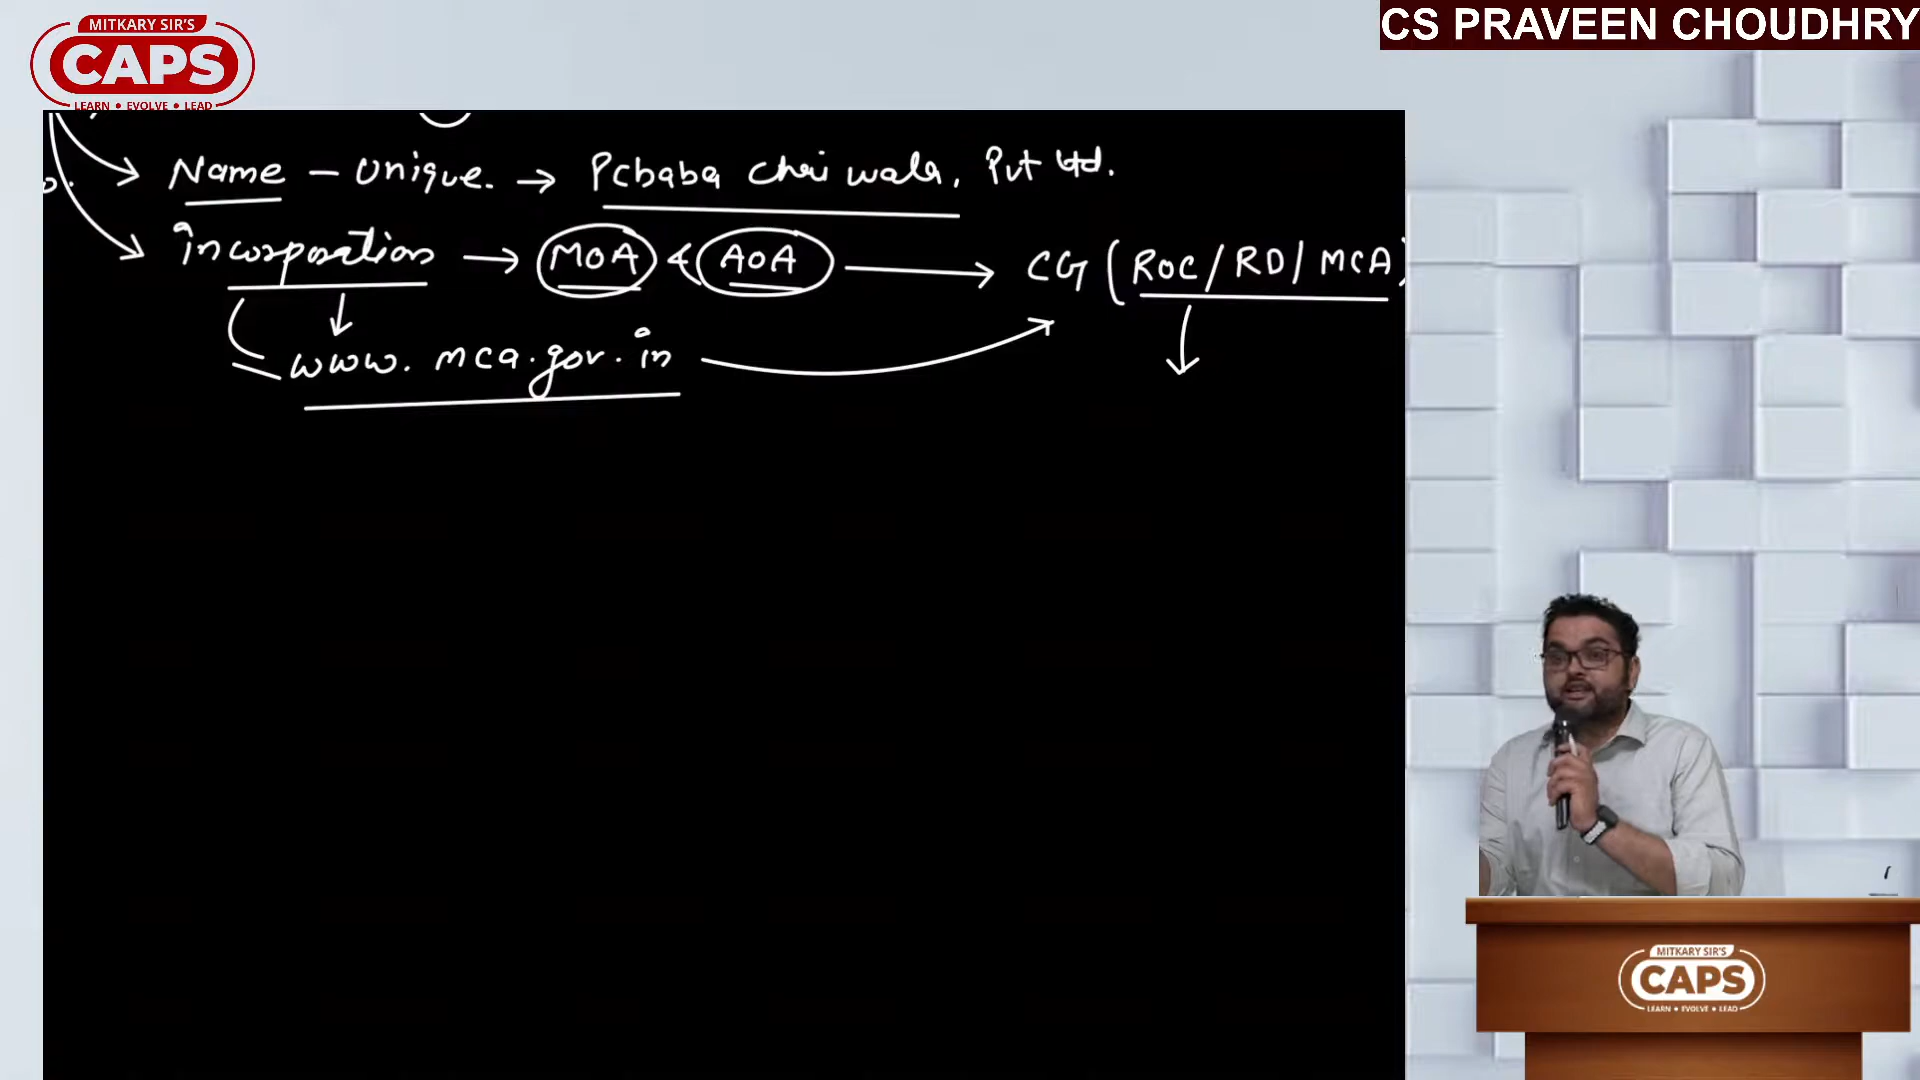 MITKARY SIR'S
CAPS
LEARN • EVOLVE • LEAD
CS PRAVEEN CHOUDHRY
Name – Unique. → Pcbaba Chai wala, Pvt Ltd.
incorporation → MOA & AOA → CG (ROC/RD/MCA)
www.mca.gov.in
MITKARY SIR'S
CAPS
LEARN • EVOLVE • LEAD